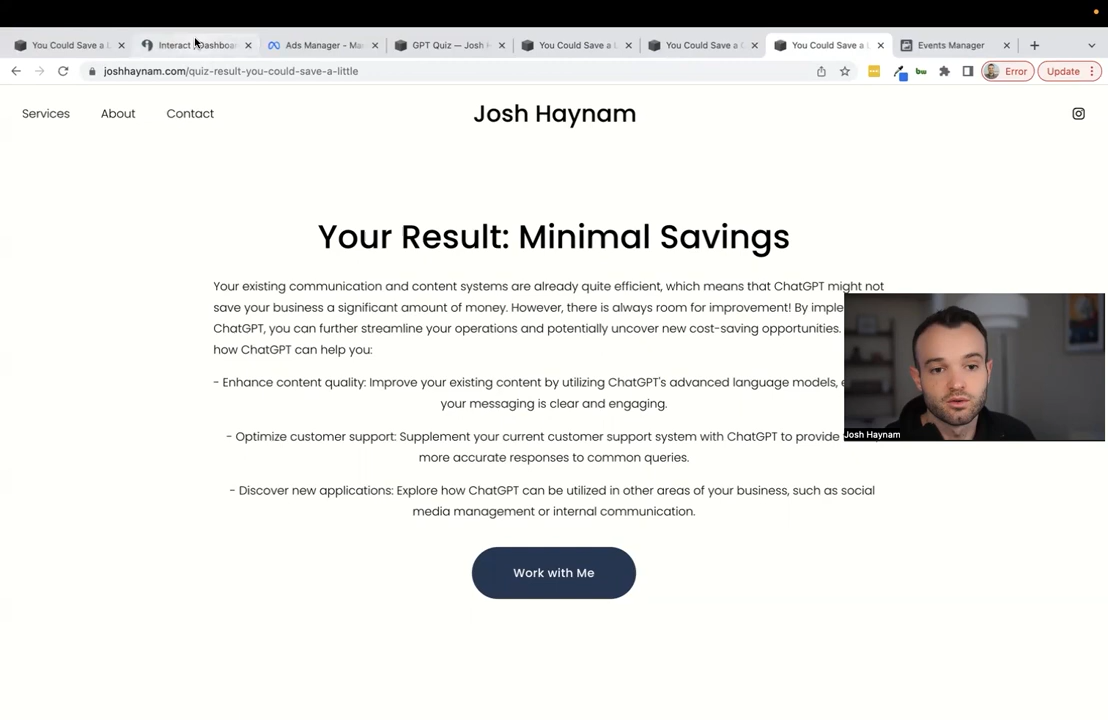 You Could Save a L
Interact | Dashboar
Ads Manager - Ma
GPT Quiz — Josh H
You Could Save a L
You Could Save a G
You Could Save a L
Events Manager
joshhaynam.com/quiz-result-you-could-save-a-little
Error
Update
Services
About
Contact
Josh Haynam
Your Result: Minimal Savings
Your existing communication and content systems are already quite efficient, which means that ChatGPT might not
save your business a significant amount of money. However, there is always room for improvement! By imple
ChatGPT, you can further streamline your operations and potentially uncover new cost-saving opportunities.
how ChatGPT can help you:
- Enhance content quality: Improve your existing content by utilizing ChatGPT's advanced language models, e
your messaging is clear and engaging.
- Optimize customer support: Supplement your current customer support system with ChatGPT to provide
more accurate responses to common queries.
- Discover new applications: Explore how ChatGPT can be utilized in other areas of your business, such as social
media management or internal communication.
Work with Me
Josh Haynam